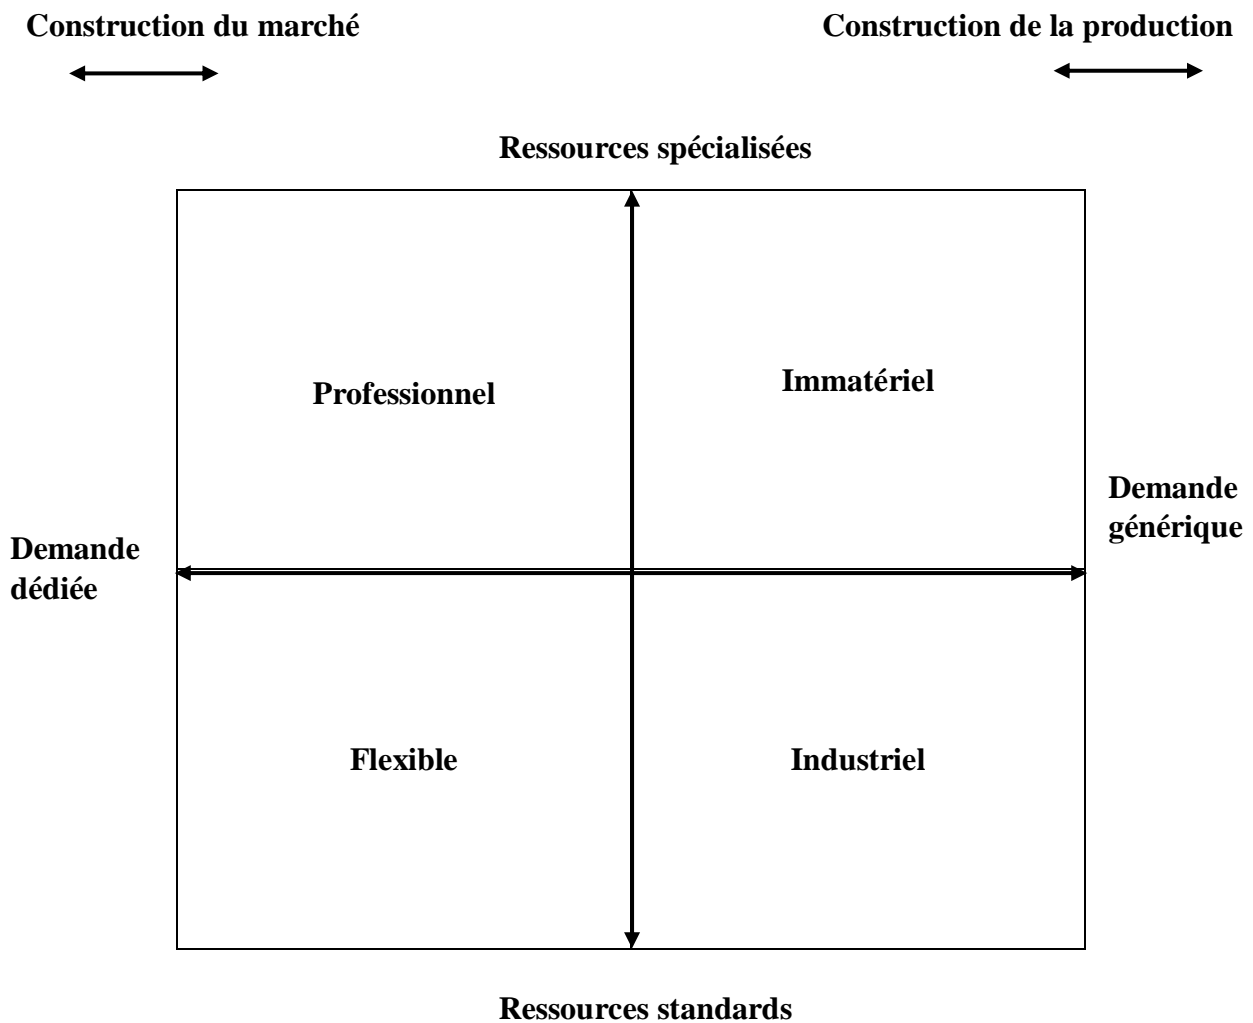 Construction du marché
Construction de la production
Ressources spécialisées
Professionnel
Immatériel
Demande
générique
Demande
dédiée
Flexible
Industriel
Ressources standards